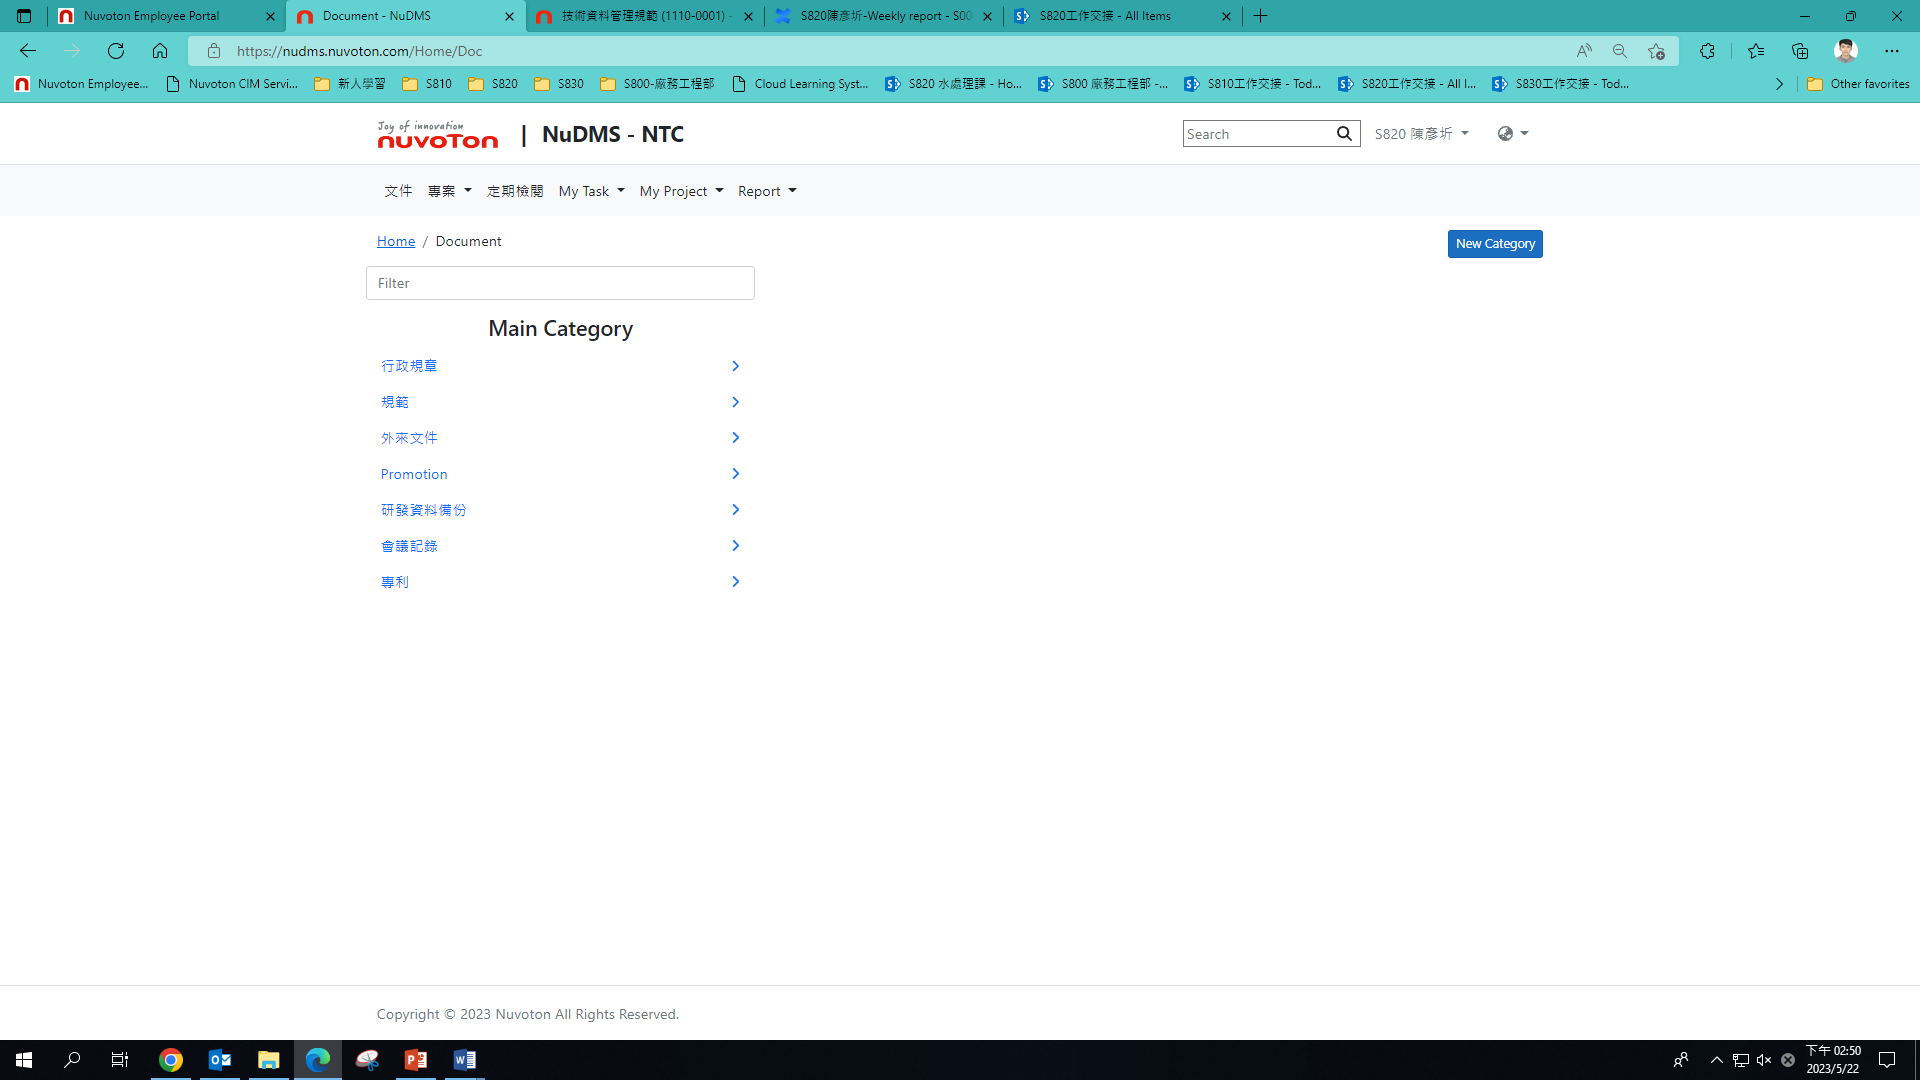 Nuvoton Employee Portal
Document - NuDMS
技術資料管理規範 (1110-0001) -
S820陳彥圻-Weekly report - S00
S820工作交接 - All Items
https://nudms.nuvoton.com/Home/Doc
Nuvoton Employee...
Nuvoton CIM Servi...
新人學習
S810
S820
S830
S800-廠務工程部
Cloud Learning Syst...
S820 水處理課 - Ho...
S800 廠務工程部 -...
S810工作交接 - Tod...
S820工作交接 - All I...
S830工作交接 - Tod...
Other favorites
Joy of innovation
nuvoTon
| NuDMS - NTC
Search
S820 陳彥圻
文件
專案
定期檢閱
My Task
My Project
Report
Home / Document
New Category
Filter
Main Category
行政規章
規範
外來文件
Promotion
研發資料備份
會議記錄
專利
Copyright © 2023 Nuvoton All Rights Reserved.
下午 02:50
2023/5/22